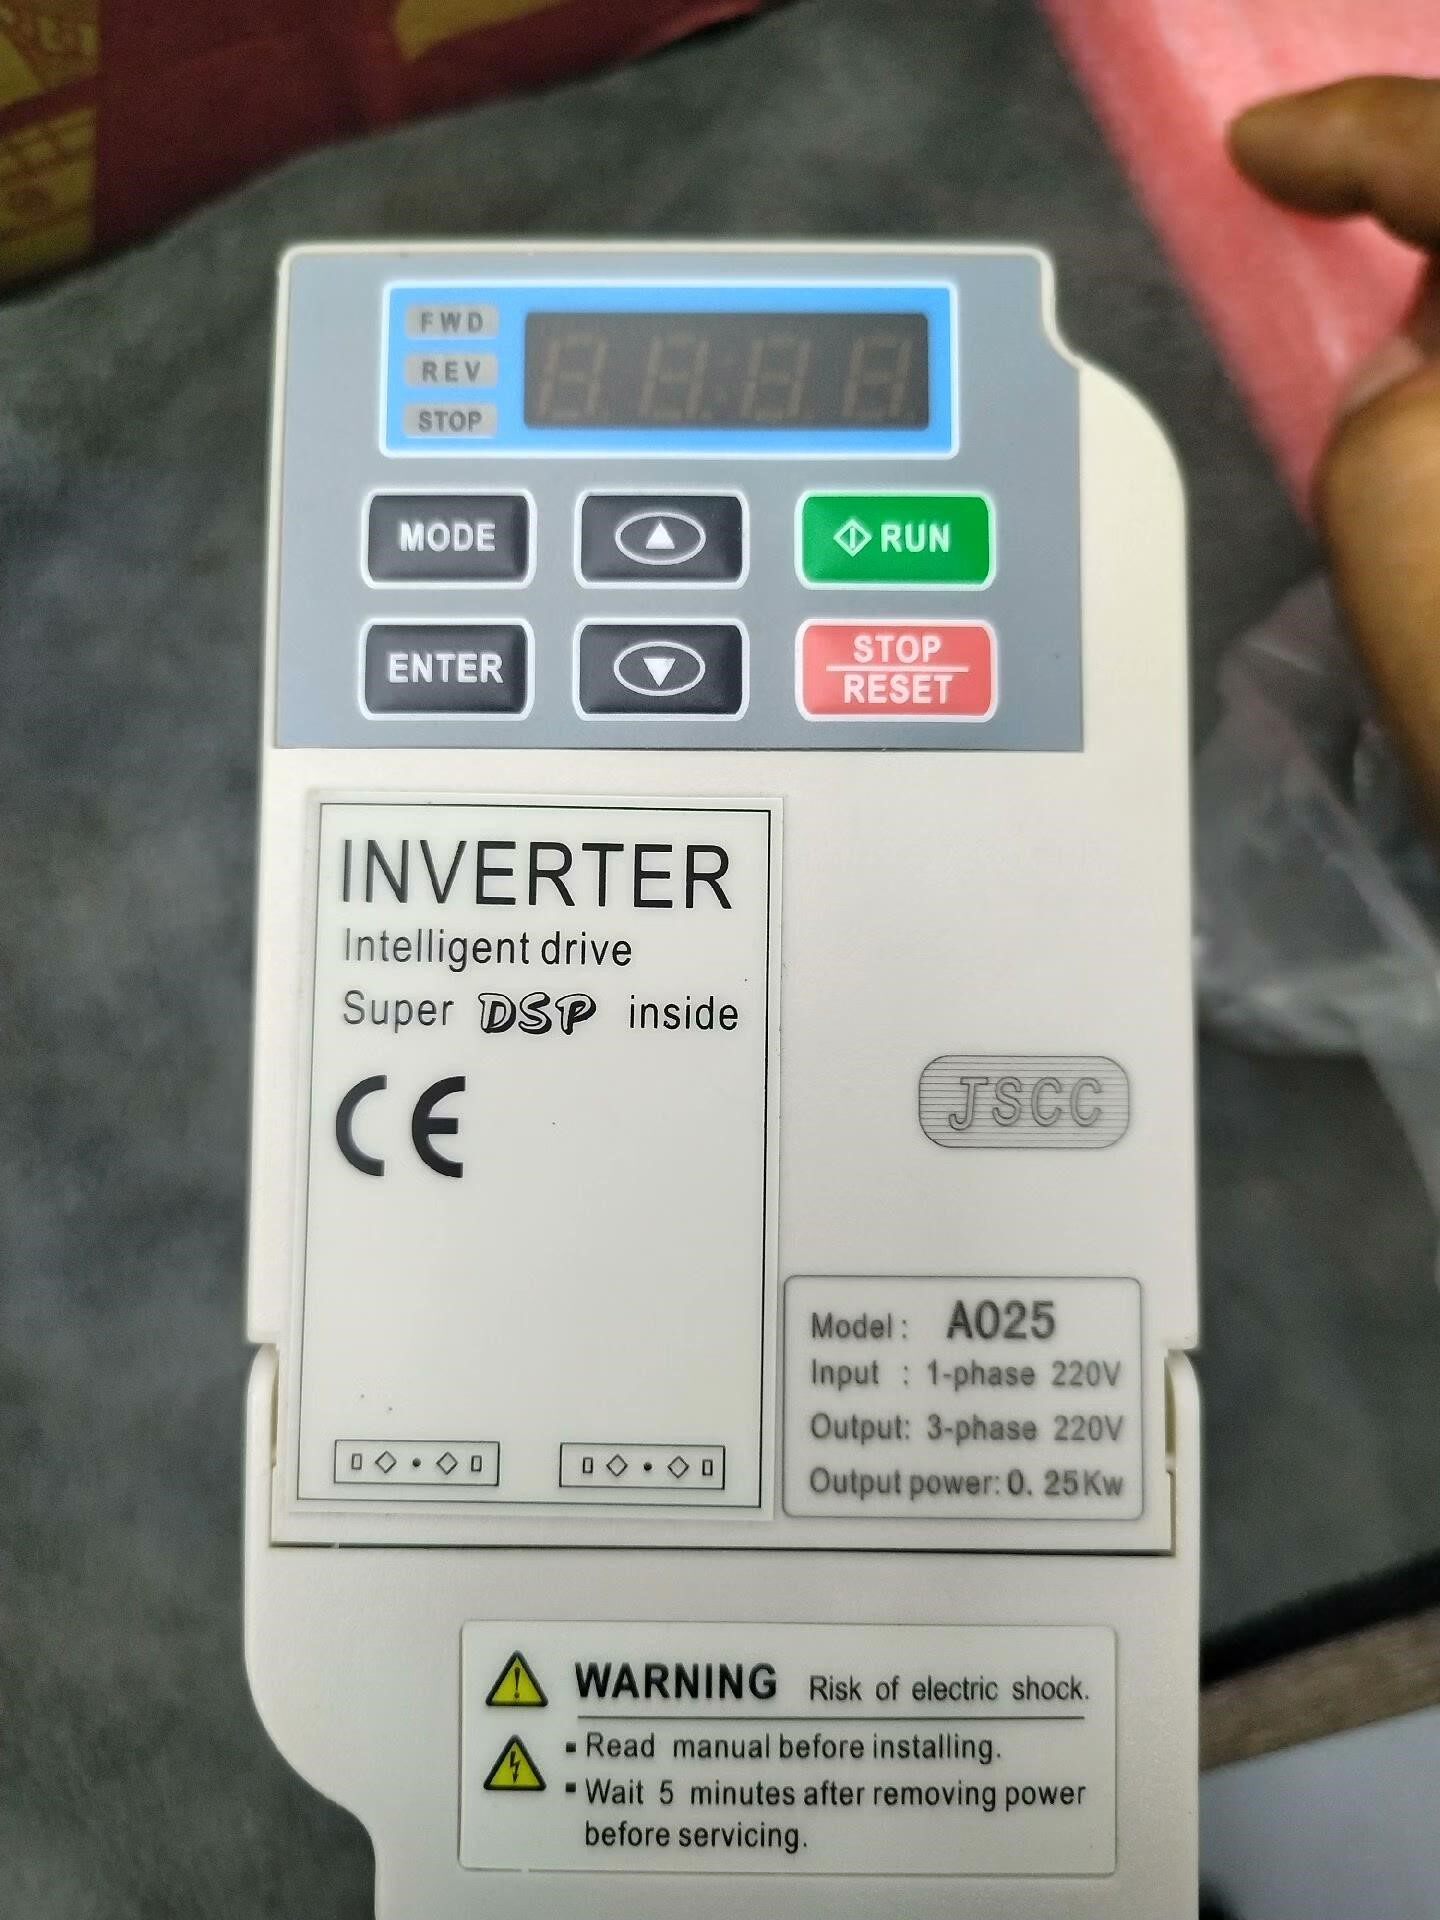 FWD
REV
STOP
MODE
RUN
ENTER
STOP
RESET
INVERTER
Intelligent drive
Super DSP inside
CE
JSCC
Model: A025
Input : 1-phase 220V
Output: 3-phase 220V
Output power: 0. 25Kw
WARNING Risk of electric shock.
Read manual before installing.
Wait 5 minutes after removing power
before servicing.